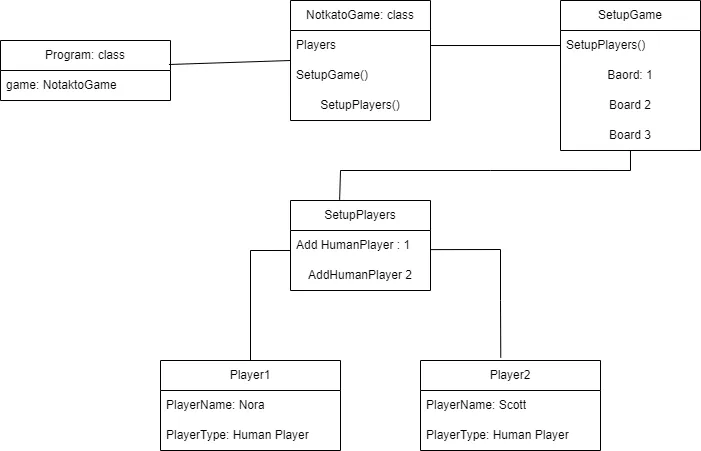 Program: class
game: NotaktoGame
NotkatoGame: class
Players
SetupGame()
SetupPlayers()
SetupGame
SetupPlayers()
Baord: 1
Board 2
Board 3
SetupPlayers
Add HumanPlayer : 1
AddHumanPlayer 2
Player1
PlayerName: Nora
PlayerType: Human Player
Player2
PlayerName: Scott
PlayerType: Human Player